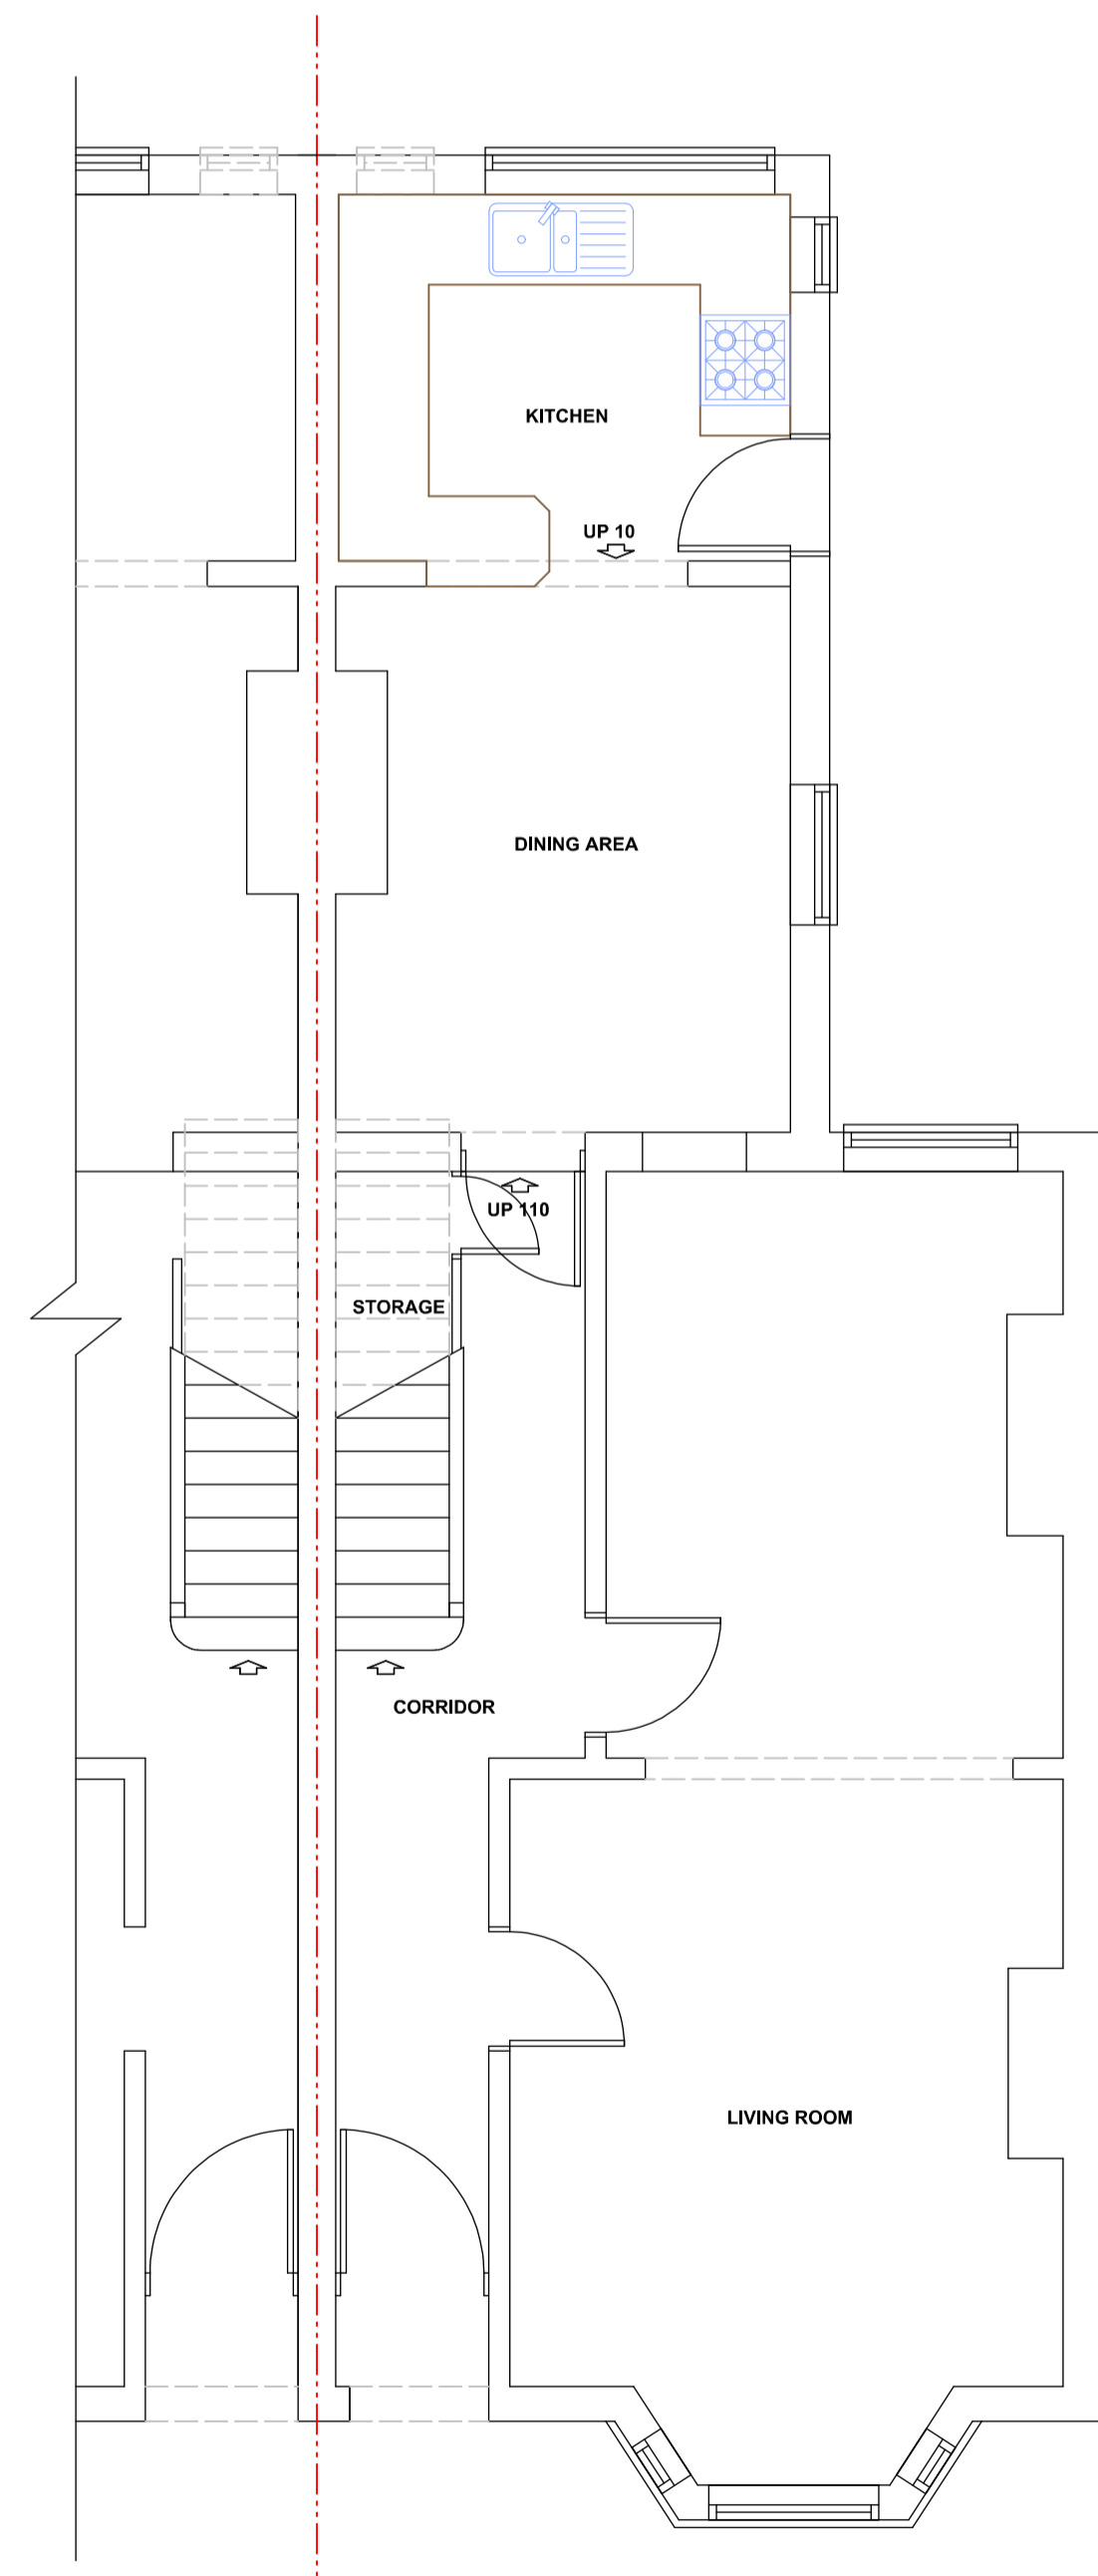 KITCHEN
UP 10
DINING AREA
UP 110
STORAGE
CORRIDOR
LIVING ROOM